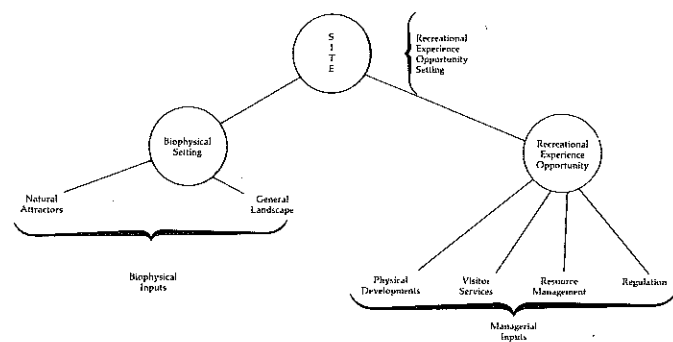 S
I
T
E
Recreational
Experience
Opportunity
Setting
Biophysical
Setting
Recreational
Experience
Opportunity
Natural
Attractors
General
Landscape
Biophysical
Inputs
Physical
Developments
Visitor
Services
Resource
Management
Regulation
Managerial
Inputs